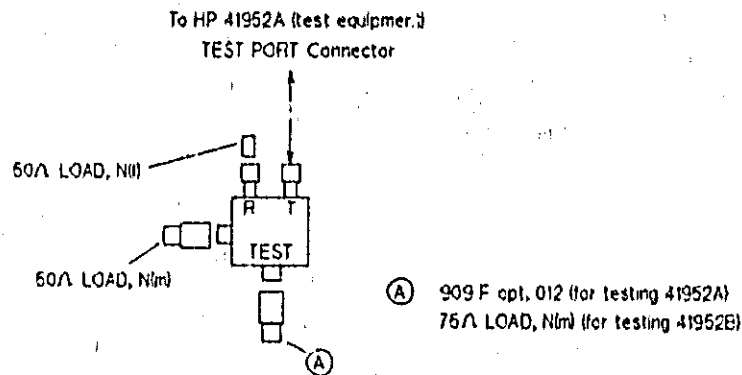 To HP 41952A (test equipment)
TEST PORT Connector
50Ω LOAD, N(f)
R T
TEST
50Ω LOAD, N(m)
A 909 F opt. 012 (for testing 41952A)
75Ω LOAD, N(m) (for testing 41952B)
A